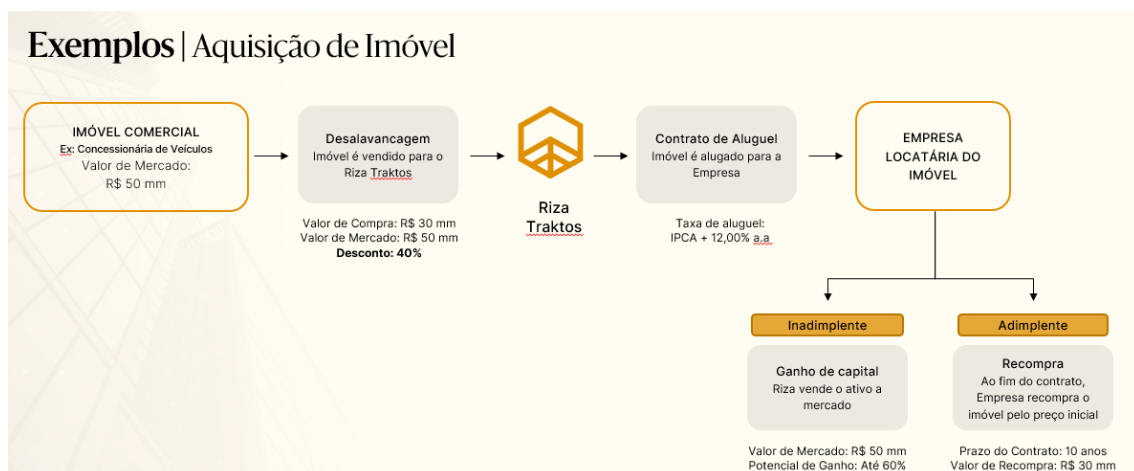 Exemplos | Aquisição de Imóvel
IMÓVEL COMERCIAL
Ex: Concessionária de Veículos
Valor de Mercado:
R$ 50 mm
Desalavancagem
Imóvel é vendido para o
Riza Traktos
Valor de Compra: R$ 30 mm
Valor de Mercado: R$ 50 mm
Desconto: 40%
Riza
Traktos
Contrato de Aluguel
Imóvel é alugado para a
Empresa
Taxa de aluguel:
IPCA + 12,00% a.a
EMPRESA
LOCATÁRIA DO
IMÓVEL
Inadimplente
Ganho de capital
Riza vende o ativo a
mercado
Valor de Mercado: R$ 50 mm
Potencial de Ganho: Até 60%
Adimplente
Recompra
Ao fim do contrato,
Empresa recompra o
imóvel pelo preço inicial
Prazo do Contrato: 10 anos
Valor de Recompra: R$ 30 mm